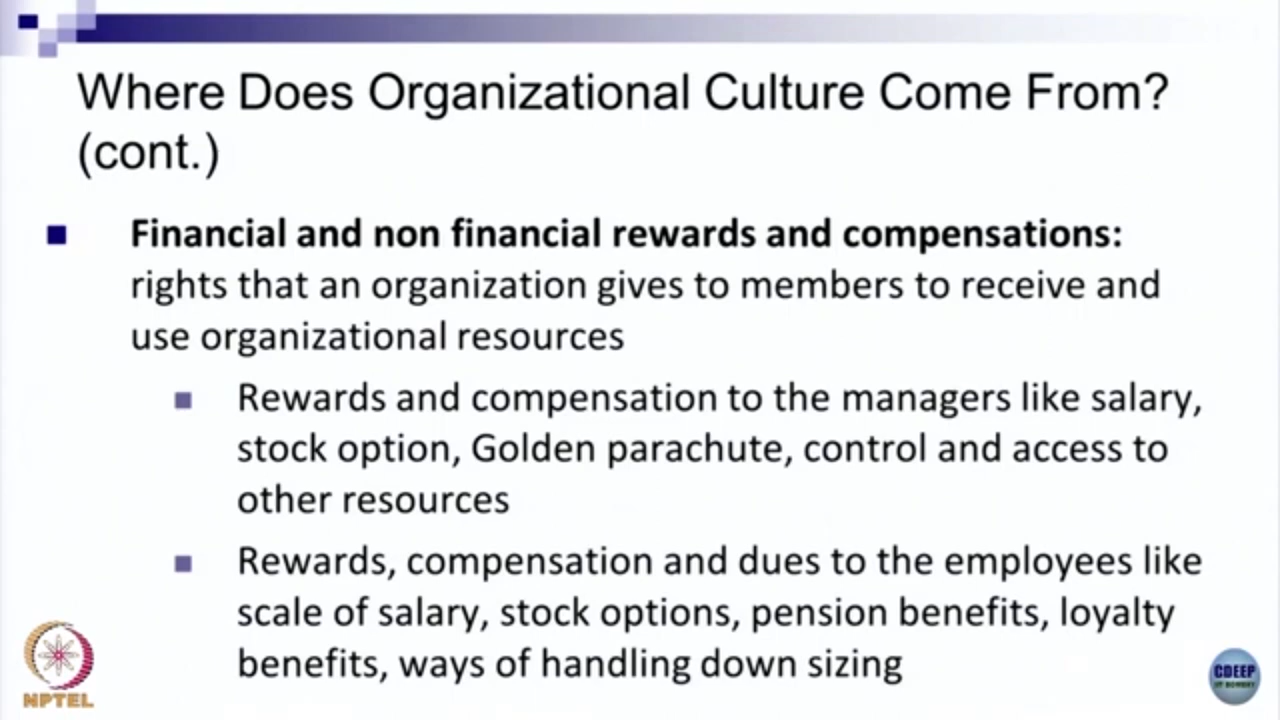 Where Does Organizational Culture Come From?
(cont.)
Financial and non financial rewards and compensations:
rights that an organization gives to members to receive and
use organizational resources
Rewards and compensation to the managers like salary,
stock option, Golden parachute, control and access to
other resources
Rewards, compensation and dues to the employees like
scale of salary, stock options, pension benefits, loyalty
benefits, ways of handling down sizing
NPTEL
CDEEP
IIT BOMBAY